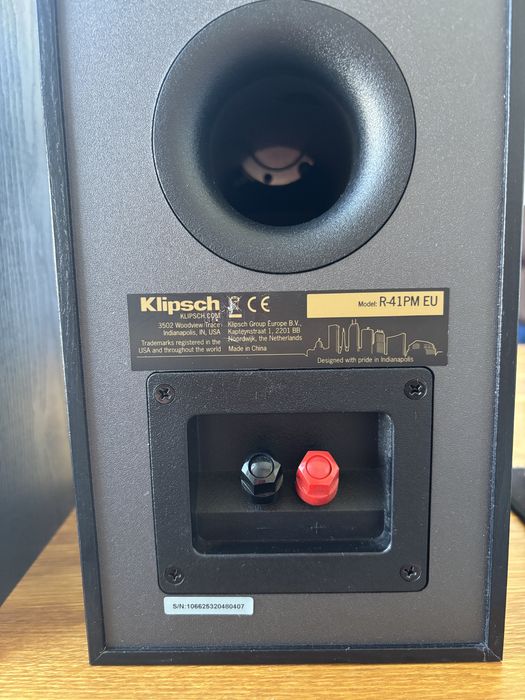 Klipsch CE
KLIPSCH.COM
3502 Woodview Trace
Indianapolis, IN, USA
Trademarks registered in the
USA and throughout the world
Klipsch Group Europe B.V.,
Kapteynstraat 1, 2201 BB
Noordwijk, the Netherlands
Made in China
Model: R-41PM EU
Designed with pride in Indianapolis
- +
S/N:106625320480407